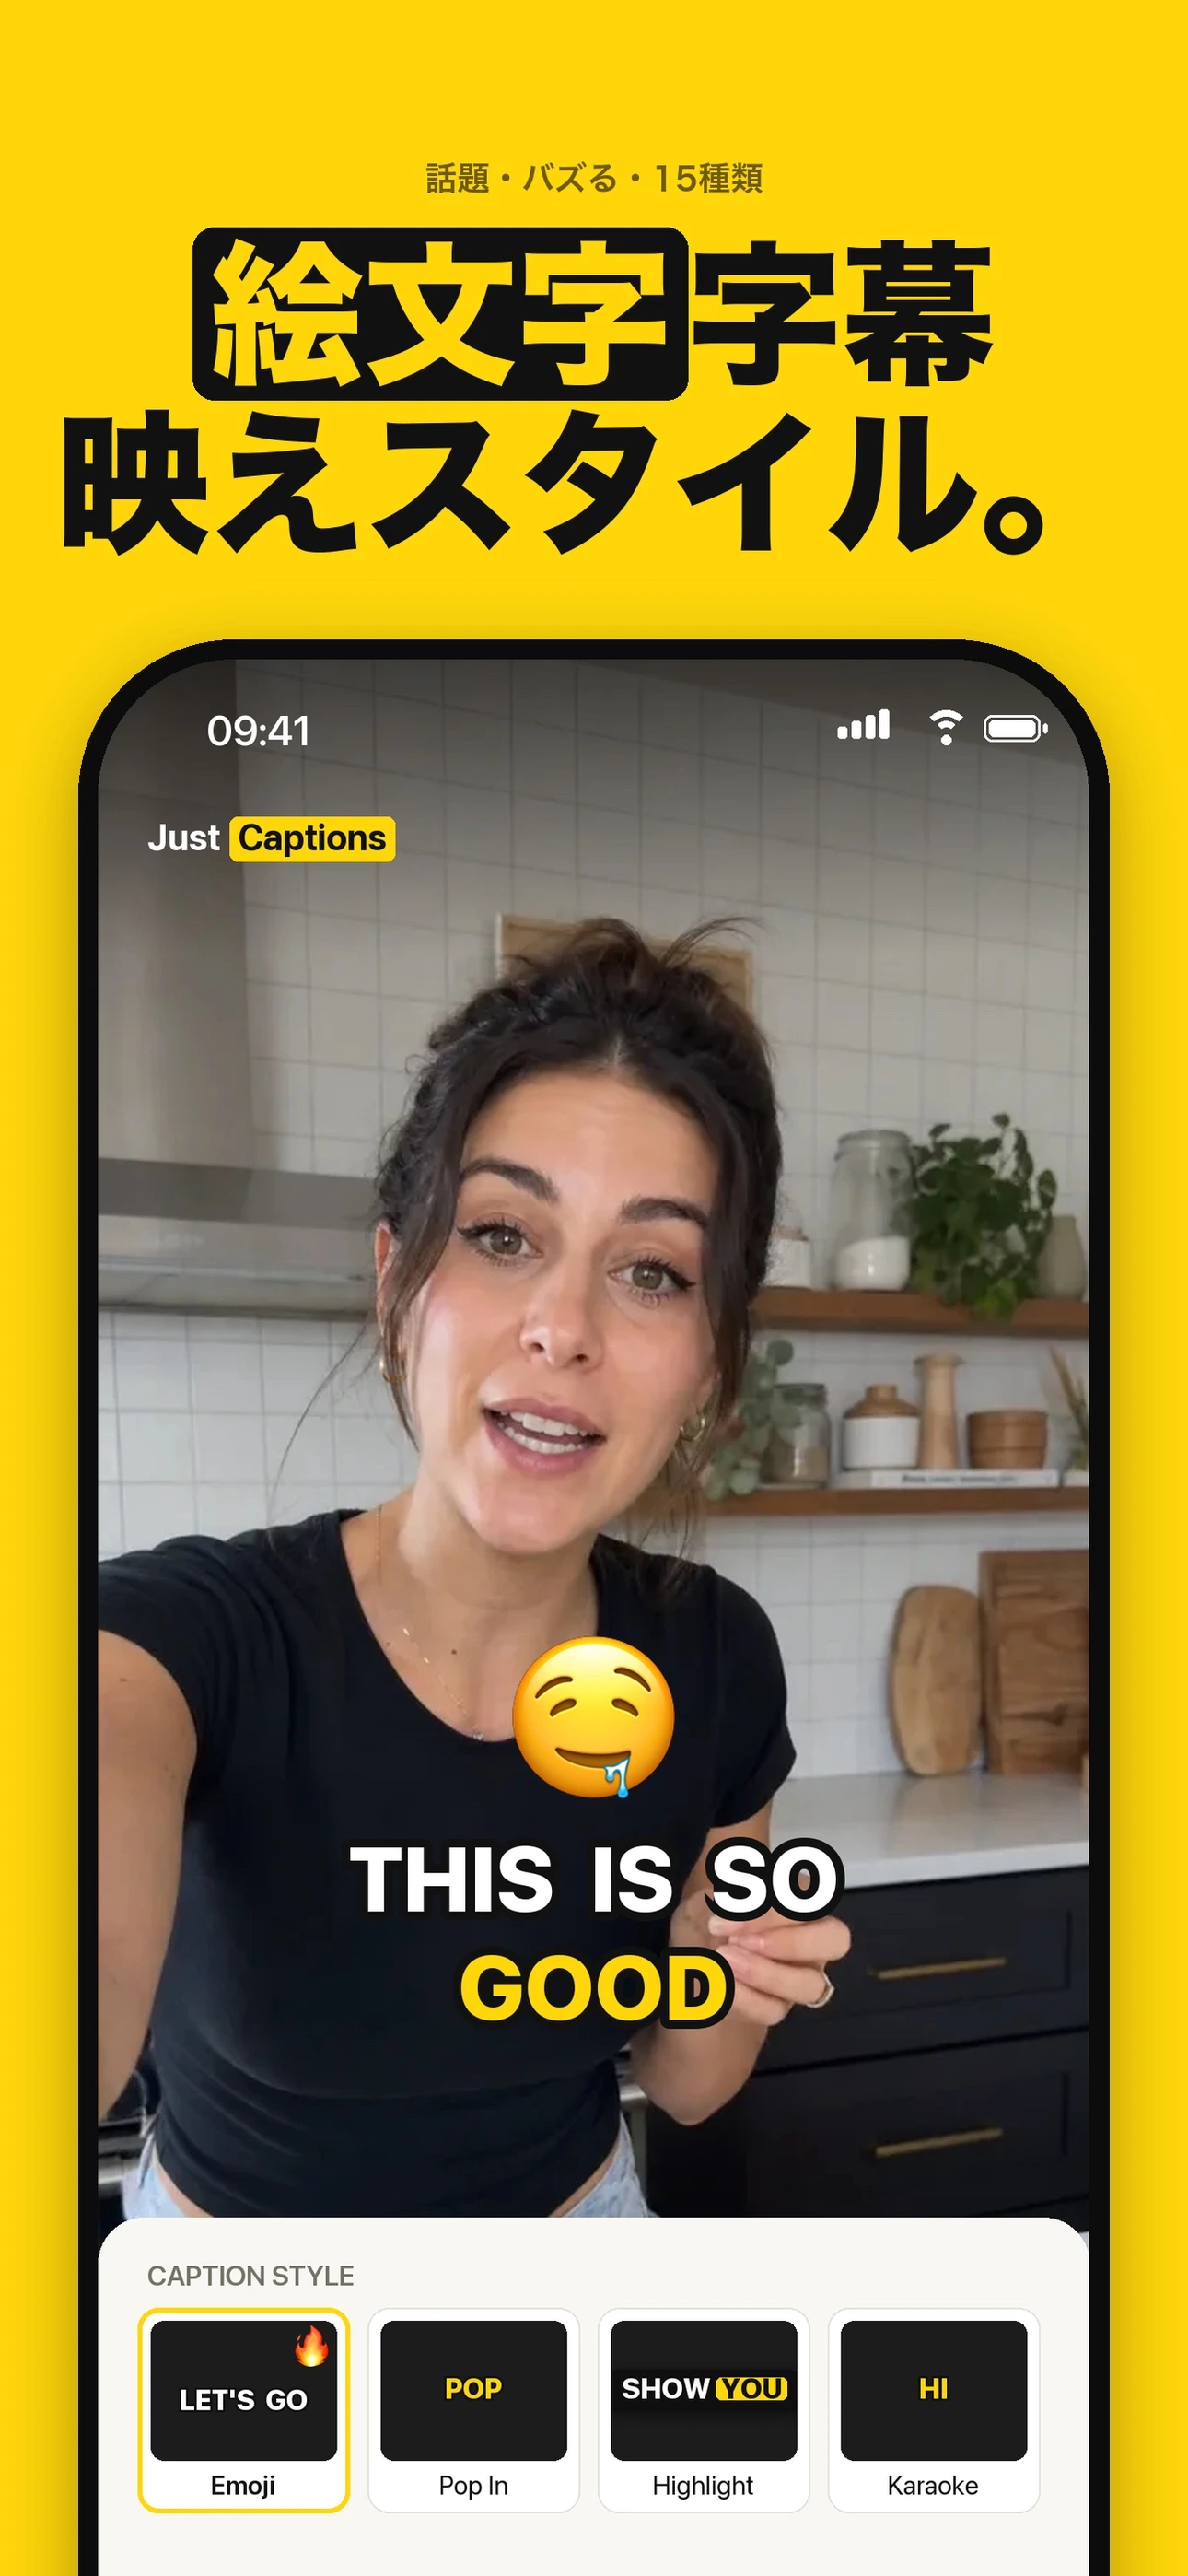 話題・バズる・15種類
絵文字字幕
映えスタイル。
09:41
Just Captions
THIS IS SO
GOOD
CAPTION STYLE
LET'S GO
Emoji
POP
Pop In
SHOW YOU
Highlight
HI
Karaoke